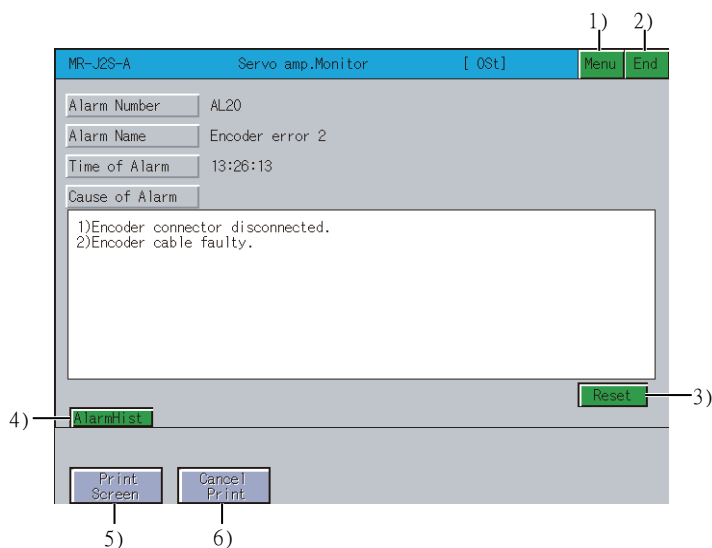 1) 2)
MR-J2S-A Servo amp.Monitor [ 0St] Menu End
Alarm Number AL20
Alarm Name Encoder error 2
Time of Alarm 13:26:13
Cause of Alarm
1)Encoder connector disconnected.
2)Encoder cable faulty.
Reset 3)
4) AlarmHist
Print Screen Cancel Print
5) 6)